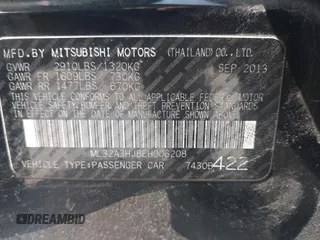 MFD.BY MITSUBISHI MOTORS (THAILAND)CO.,LTD.
GVWR 2910LBS/1320KG SEP 2013
GAWR FR 1609LBS/ 730KG
GAWR RR 1477LBS/ 670KG
THIS VEHICLE CONFORMS TO ALL APPLICABLE
FEDERAL MOTOR VEHICLE SAFETY, BUMPER, AND
THEFT PREVENTION STANDARDS IN EFFECT ON
THE DATE OF MANUFACTURE SHOWN ABOVE.
ML32A3HJ8EH006208
VEHICLE TYPE:PASSENGER CAR 7430B422
DREAMBID